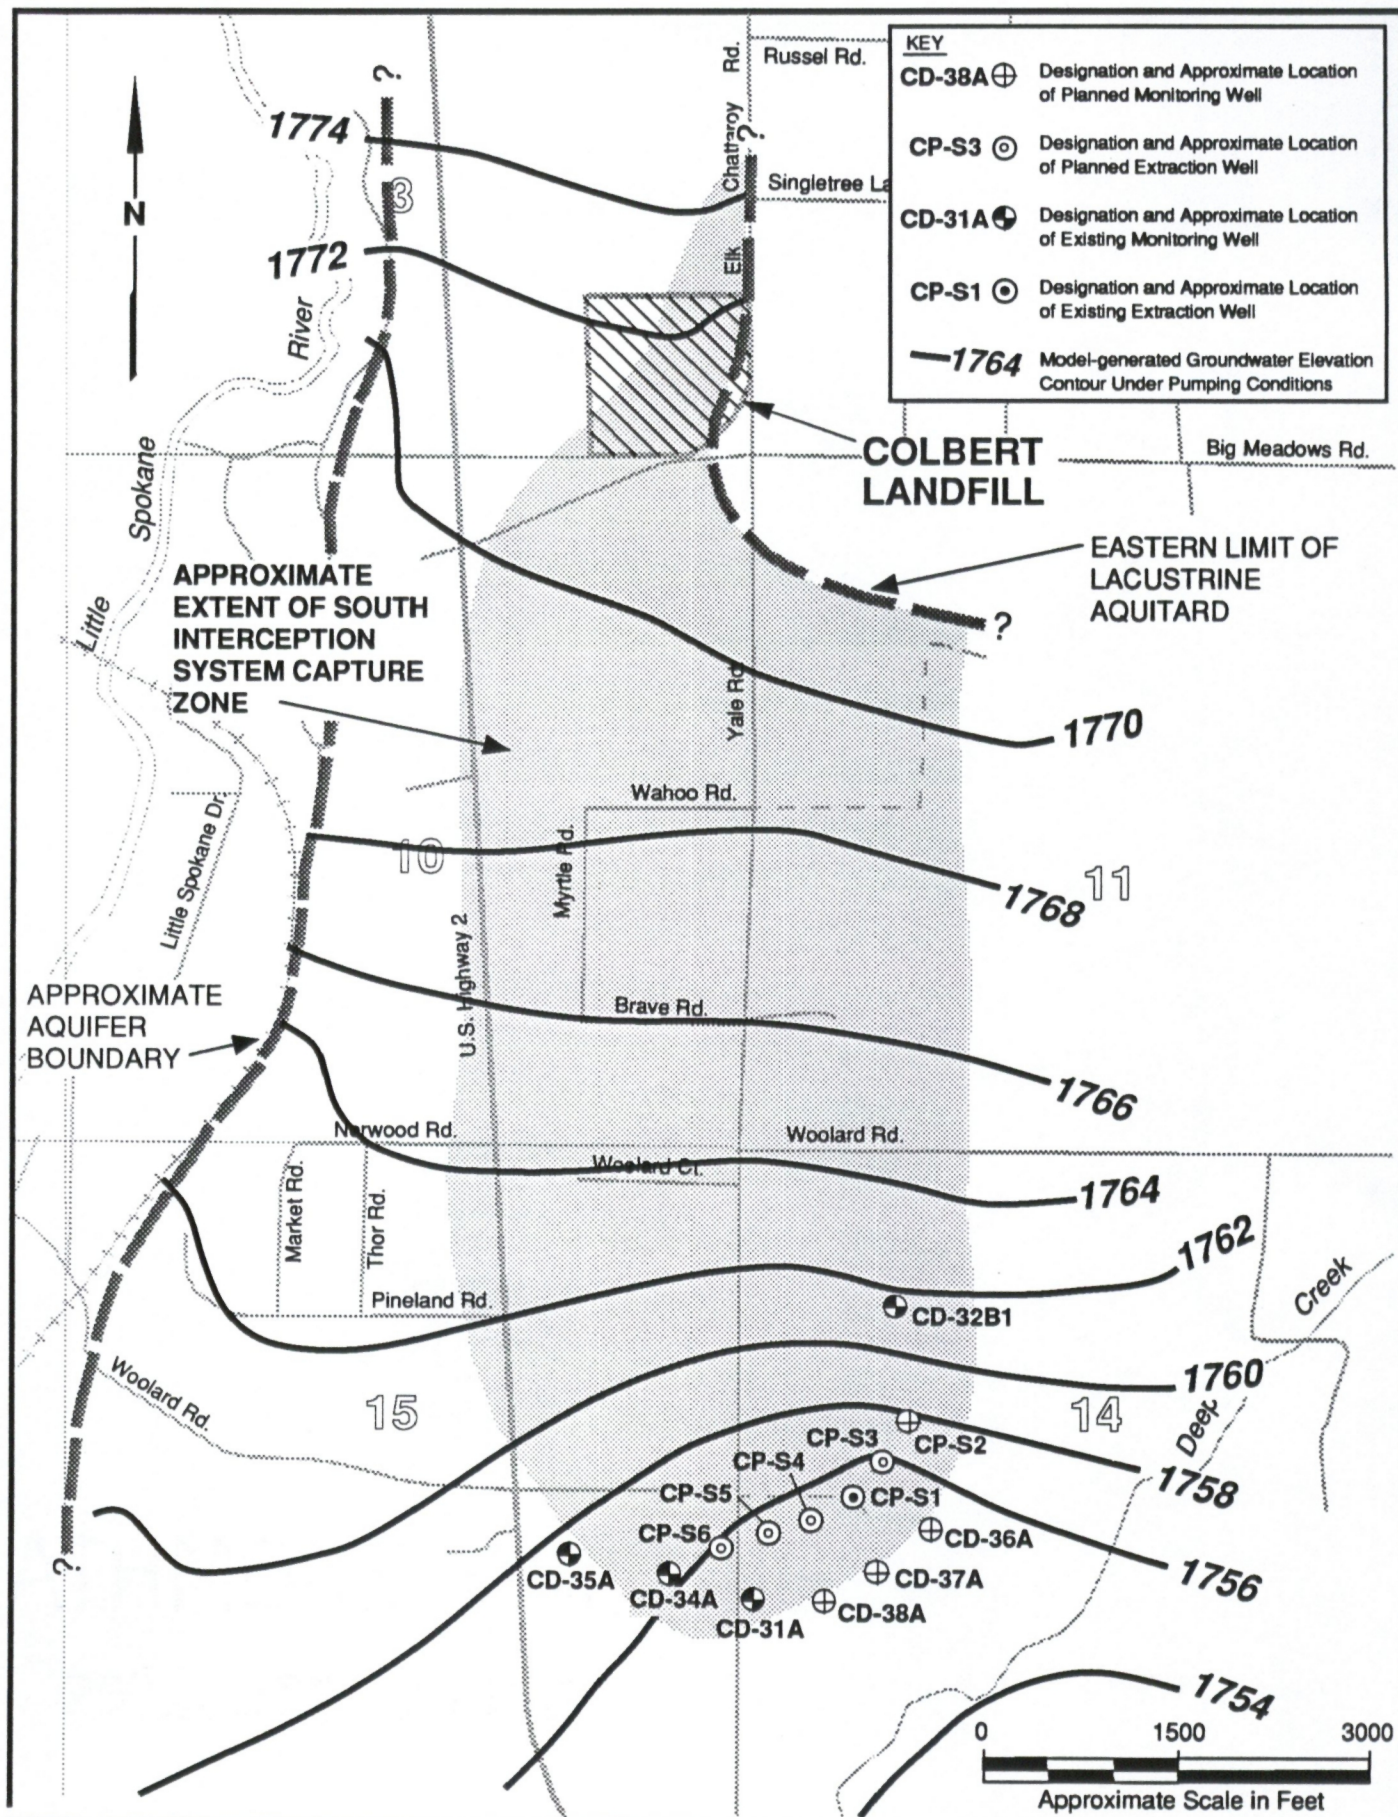 Russel Rd.
KEY
CD-38A Designation and Approximate Location
of Planned Monitoring Well
CP-S3 Designation and Approximate Location
of Planned Extraction Well
CD-31A Designation and Approximate Location
of Existing Monitoring Well
CP-S1 Designation and Approximate Location
of Existing Extraction Well
1764 Model-generated Groundwater Elevation
Contour Under Pumping Conditions
?
?
1774
Elk Chattaroy Rd.
Singletree La
N
3
1772
Little Spokane River
COLBERT
LANDFILL
Big Meadows Rd.
EASTERN LIMIT OF
LACUSTRINE
AQUITARD
?
APPROXIMATE
EXTENT OF SOUTH
INTERCEPTION
SYSTEM CAPTURE
ZONE
Yale Rd.
1770
Wahoo Rd.
Little Spokane Dr.
10
Myrtle Rd.
11
1768
U.S. Highway 2
APPROXIMATE
AQUIFER
BOUNDARY
Brave Rd.
1766
Norwood Rd.
Woolard Rd.
Woolard Ct.
Market Rd.
Thor Rd.
1764
1762
Pineland Rd.
CD-32B1
Deep Creek
1760
Woolard Rd.
15
14
CP-S3
CP-S2
CP-S4
1758
CP-S5
CP-S1
CP-S6
CD-36A
?
CD-35A
CD-34A
CD-37A
1756
CD-31A
CD-38A
1754
0 1500 3000
Approximate Scale in Feet